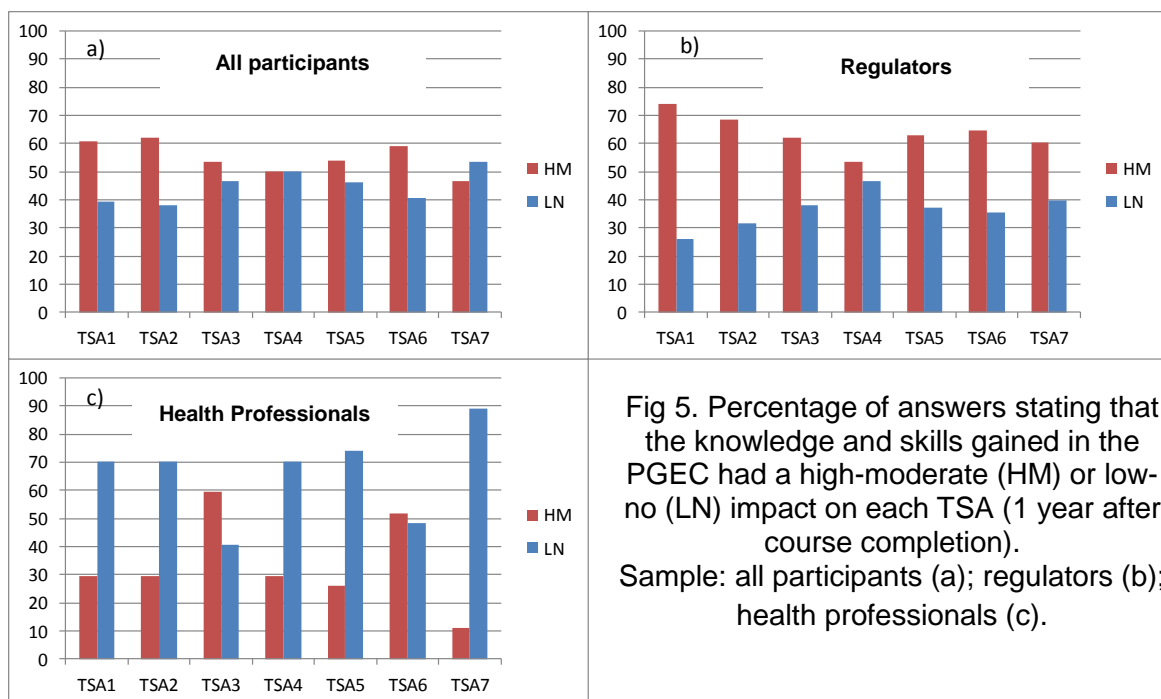 a)
All participants
100
90
80
70
60
50
40
30
20
10
0
TSA1 TSA2 TSA3 TSA4 TSA5 TSA6 TSA7
HM
LN
b)
Regulators
100
90
80
70
60
50
40
30
20
10
0
TSA1 TSA2 TSA3 TSA4 TSA5 TSA6 TSA7
HM
LN
c)
Health Professionals
100
90
80
70
60
50
40
30
20
10
0
TSA1 TSA2 TSA3 TSA4 TSA5 TSA6 TSA7
HM
LN
Fig 5. Percentage of answers stating that
the knowledge and skills gained in the
PGEC had a high-moderate (HM) or low-
no (LN) impact on each TSA (1 year after
course completion).
Sample: all participants (a); regulators (b);
health professionals (c).